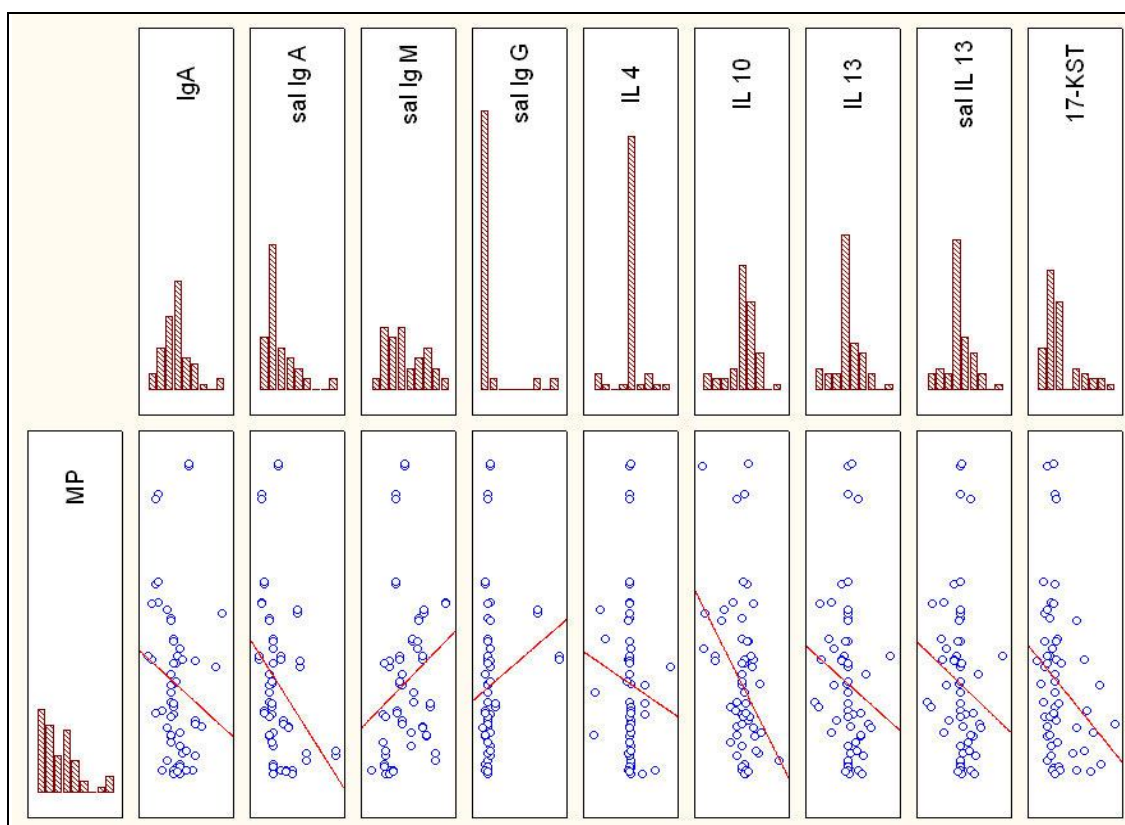 IgA
sal Ig A
sal Ig M
sal Ig G
IL 4
IL 10
IL 13
sal IL 13
17-KST
MP